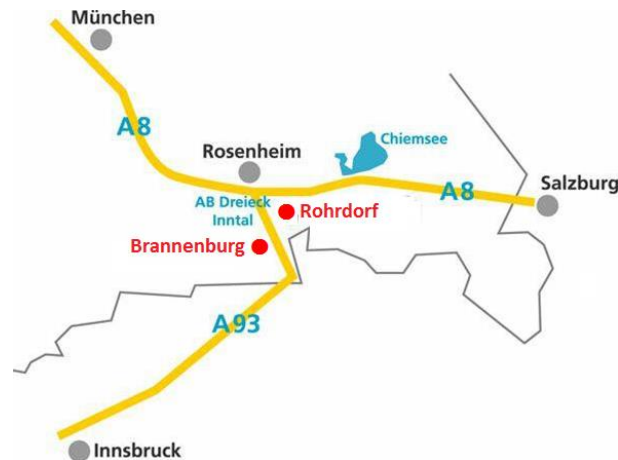 München
A8
Chiemsee
Rosenheim
A8
Salzburg
AB Dreieck
Inntal
Rohrdorf
Brannenburg
A93
Innsbruck